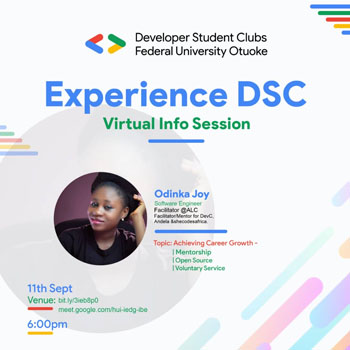 Developer Student Clubs
Federal University Otuoke
Experience DSC
Virtual Info Session
Odinka Joy
Software Engineer
Facilitator @ALC
Facilitator/Mentor for DevC,
Andela &shecodesafrica.
Topic: Achieving Career Growth -
| Mentorship
| Open Source
| Voluntary Service
11th Sept
Venue: bit.ly/3ieb8p0
meet.google.com/hui-iedg-ibe
6:00pm